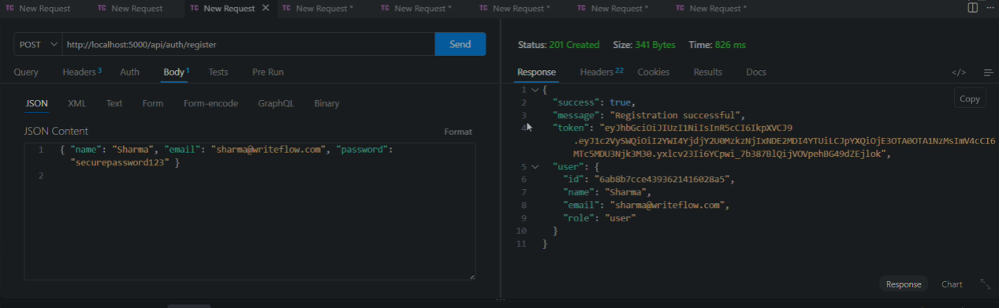 TC New Request TC New Request TC New Request × TC New Request * TC New Request * TC New Request * TC New Request * TC New Request * ...
POST http://localhost:5000/api/auth/register Send
Query Headers 3 Auth Body 1 Tests Pre Run
JSON XML Text Form Form-encode GraphQL Binary
JSON Content Format
1 { "name": "Sharma", "email": "sharma@writeflow.com", "password":
"securepassword123" }
2
Status: 201 Created Size: 341 Bytes Time: 826 ms
Response Headers 22 Cookies Results Docs </>
Copy
1 {
2 "success": true,
3 "message": "Registration successful",
4 "token": "eyJhbGciOiJIUzI1NiIsInR5cCI6IkpXVCJ9
.eyJ1c2VySWQiOiI2YWI4YjdjY2U0MzkzNjIxNDE2MDI4YTUiLCJpYXQiOjE3OTA0OTA1NzMsImV4cCI6
MTc5MDU3Njk3M30.yxlcv23Ii6YCpwi_7b387BlQijVOVpehBG49dZEjlok",
5 "user": {
6 "id": "6ab8b7cce4393621416028a5",
7 "name": "Sharma",
8 "email": "sharma@writeflow.com",
9 "role": "user"
10 }
11 }
Response Chart